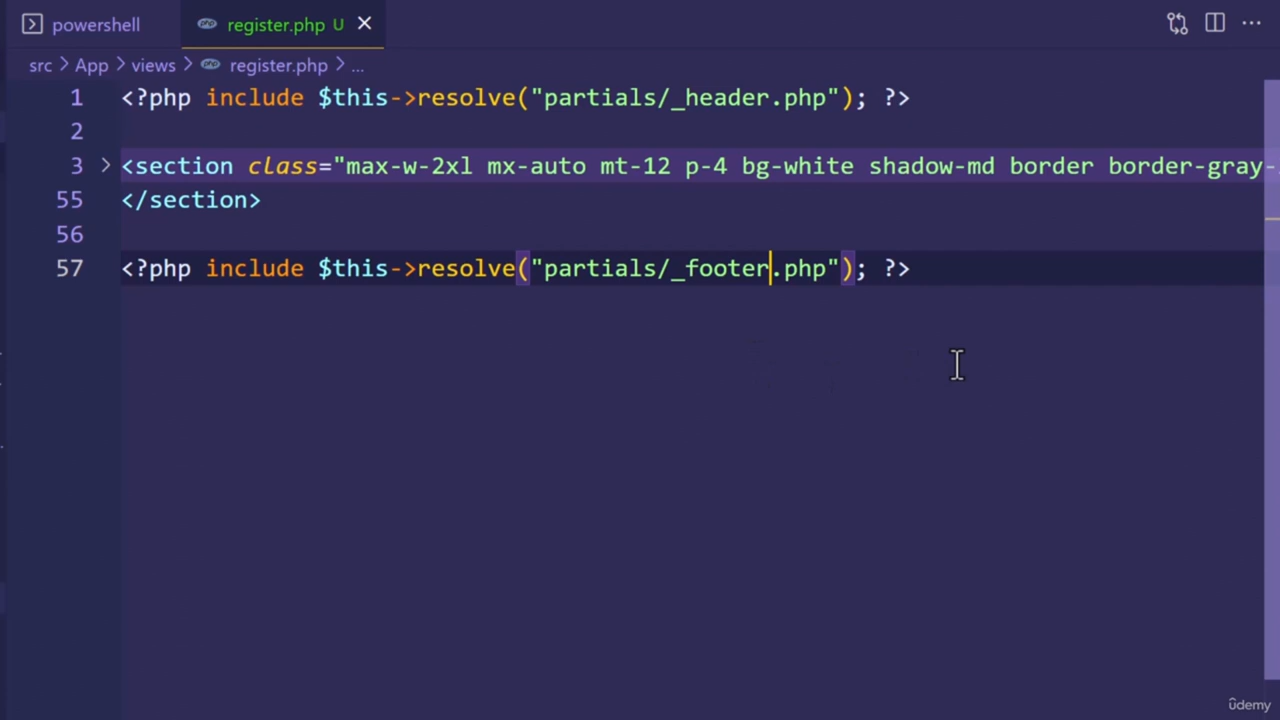 powershell
register.php U
src > App > views > register.php > ...
1 <?php include $this->resolve("partials/_header.php"); ?>
2
3 <section class="max-w-2xl mx-auto mt-12 p-4 bg-white shadow-md border border-gray-
55 </section>
56
57 <?php include $this->resolve("partials/_footer.php"); ?>
ûdemy